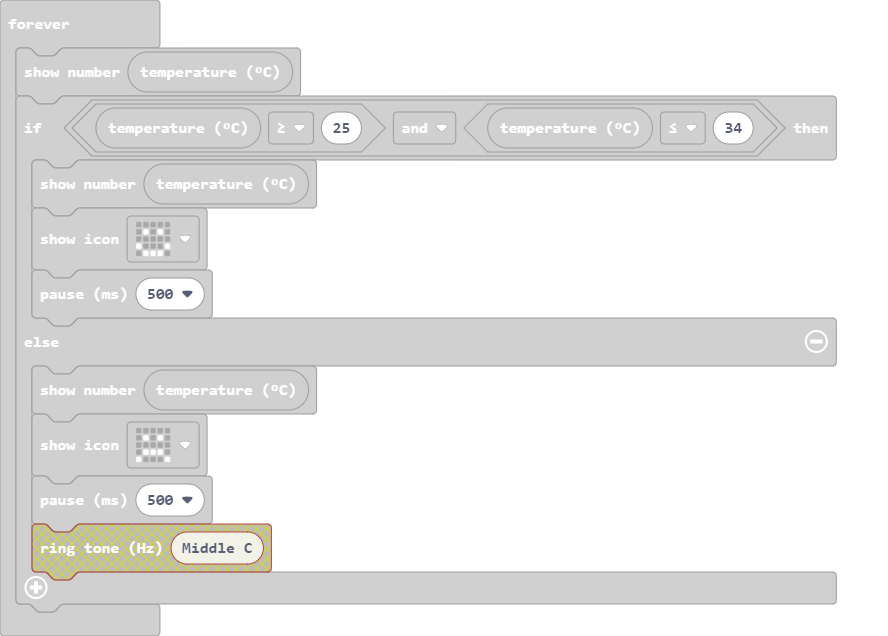 forever
show number temperature (ºC)
if temperature (ºC) ≥ 25 and temperature (ºC) ≤ 34 then
show number temperature (ºC)
show icon
pause (ms) 500
else
show number temperature (ºC)
show icon
pause (ms) 500
ring tone (Hz) Middle C